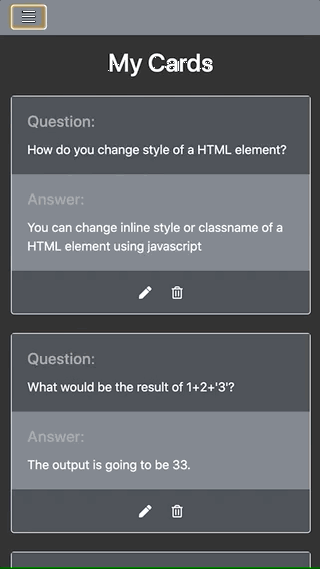 My Cards
Question:
How do you change style of a HTML element?
Answer:
You can change inline style or classname of a
HTML element using javascript
Question:
What would be the result of 1+2+'3'?
Answer:
The output is going to be 33.